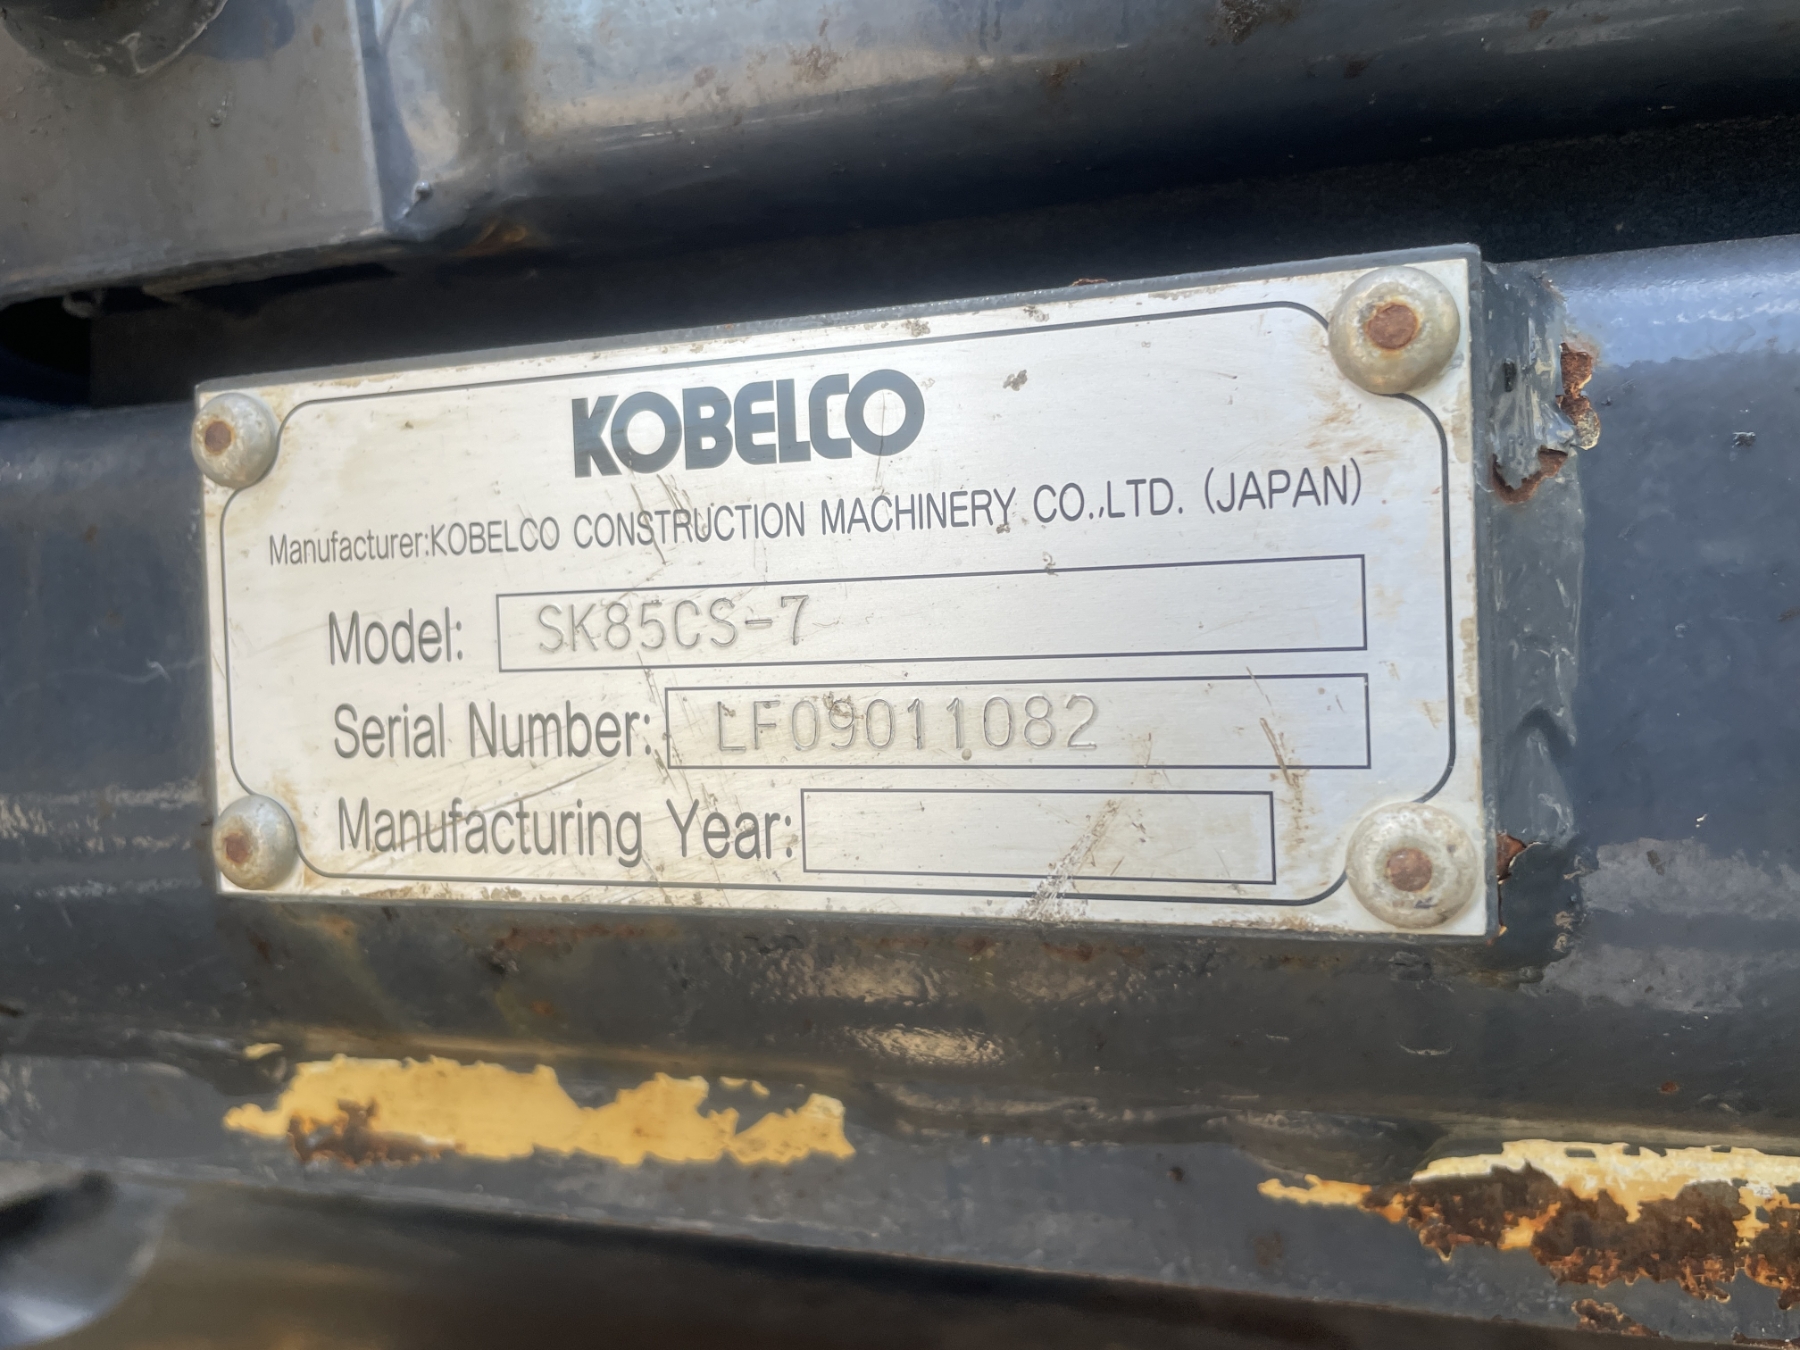 KOBELCO
Manufacturer:KOBELCO CONSTRUCTION MACHINERY CO.,LTD. (JAPAN)
Model: SK85CS-7
Serial Number: LF09011082
Manufacturing Year: